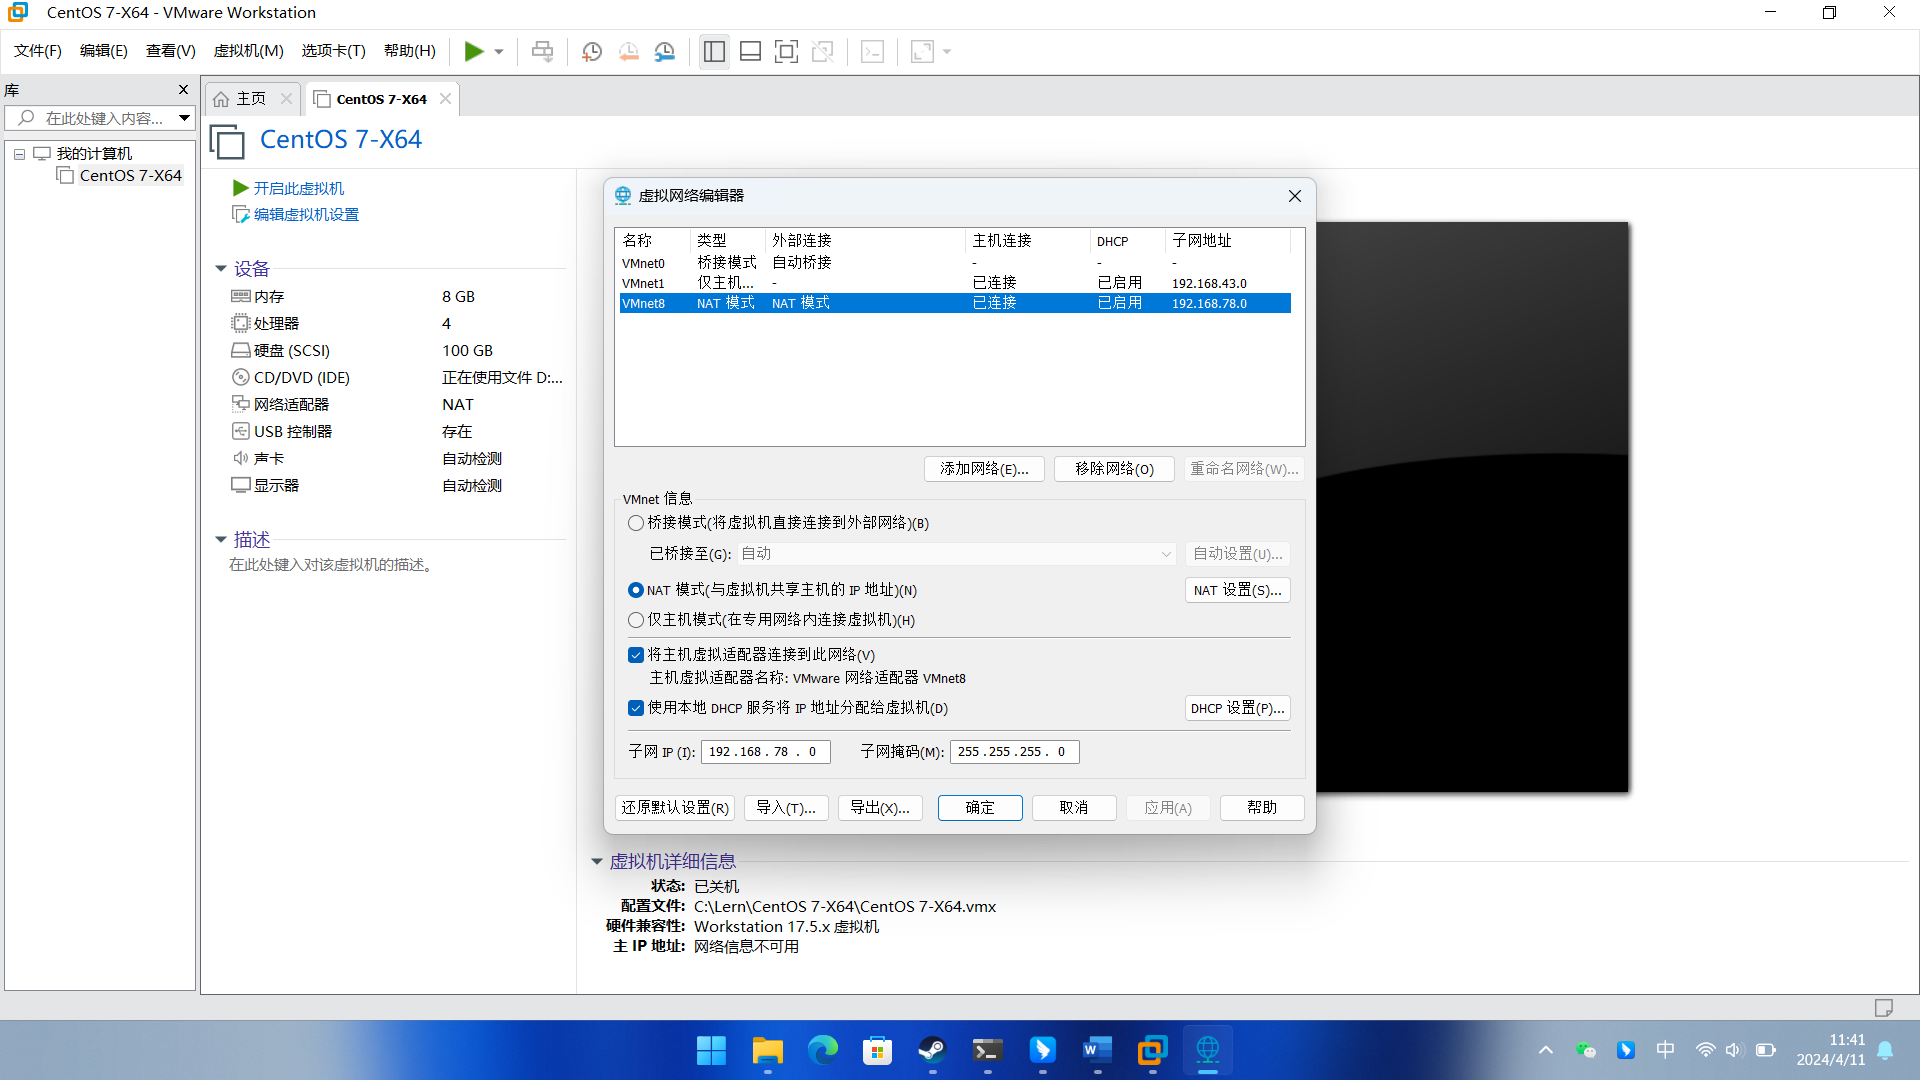 CentOS 7-X64 - VMware Workstation
文件(F) 编辑(E) 查看(V) 虚拟机(M) 选项卡(T) 帮助(H)
库
主页
CentOS 7-X64
在此处键入内容...
我的计算机
CentOS 7-X64
CentOS 7-X64
开启此虚拟机
编辑虚拟机设置
设备
内存 8 GB
处理器 4
硬盘 (SCSI) 100 GB
CD/DVD (IDE) 正在使用文件 D:...
网络适配器 NAT
USB 控制器 存在
声卡 自动检测
显示器 自动检测
描述
在此处键入对该虚拟机的描述。
虚拟网络编辑器
名称 类型 外部连接 主机连接 DHCP 子网地址
VMnet0 桥接模式 自动桥接 - - -
VMnet1 仅主机... - 已连接 已启用 192.168.43.0
VMnet8 NAT 模式 NAT 模式 已连接 已启用 192.168.78.0
添加网络(E)... 移除网络(O) 重命名网络(W)...
VMnet 信息
桥接模式(将虚拟机直接连接到外部网络)(B)
已桥接至(G): 自动 自动设置(U)...
NAT 模式(与虚拟机共享主机的 IP 地址)(N) NAT 设置(S)...
仅主机模式(在专用网络内连接虚拟机)(H)
将主机虚拟适配器连接到此网络(V)
主机虚拟适配器名称: VMware 网络适配器 VMnet8
使用本地 DHCP 服务将 IP 地址分配给虚拟机(D) DHCP 设置(P)...
子网 IP (I): 192.168. 78 . 0 子网掩码(M): 255.255.255. 0
还原默认设置(R) 导入(T)... 导出(X)... 确定 取消 应用(A) 帮助
虚拟机详细信息
状态: 已关机
配置文件: C:\Lern\CentOS 7-X64\CentOS 7-X64.vmx
硬件兼容性: Workstation 17.5.x 虚拟机
主 IP 地址: 网络信息不可用
W
中
11:41
2024/4/11